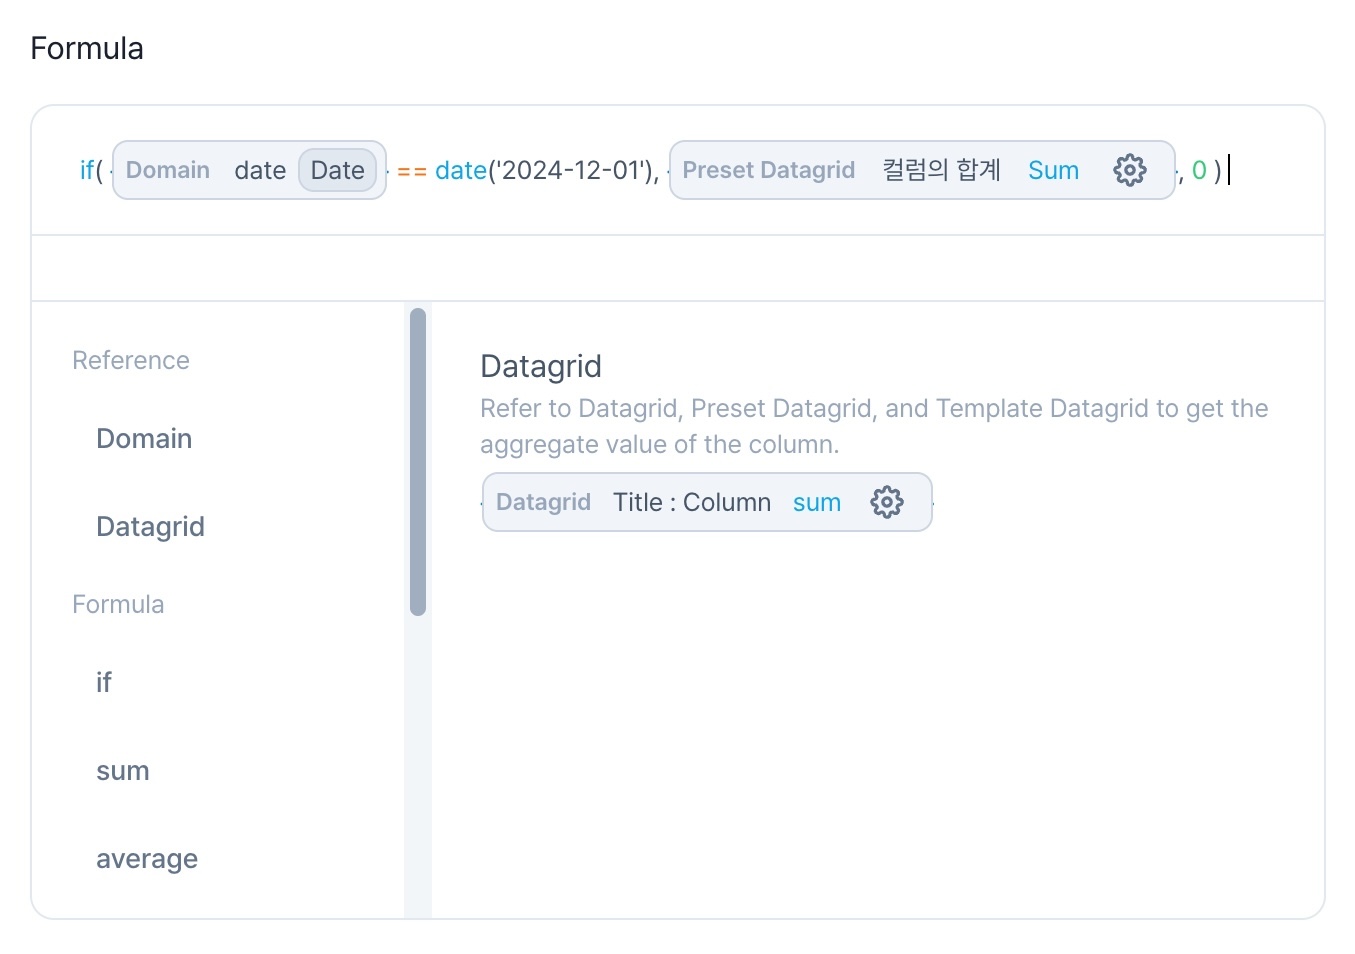 Formula
if( Domain date Date == date('2024-12-01'), Preset Datagrid 컬럼의 합계 Sum , 0 )
Reference
Domain
Datagrid
Formula
if
sum
average
Datagrid
Refer to Datagrid, Preset Datagrid, and Template Datagrid to get the
aggregate value of the column.
Datagrid Title : Column sum